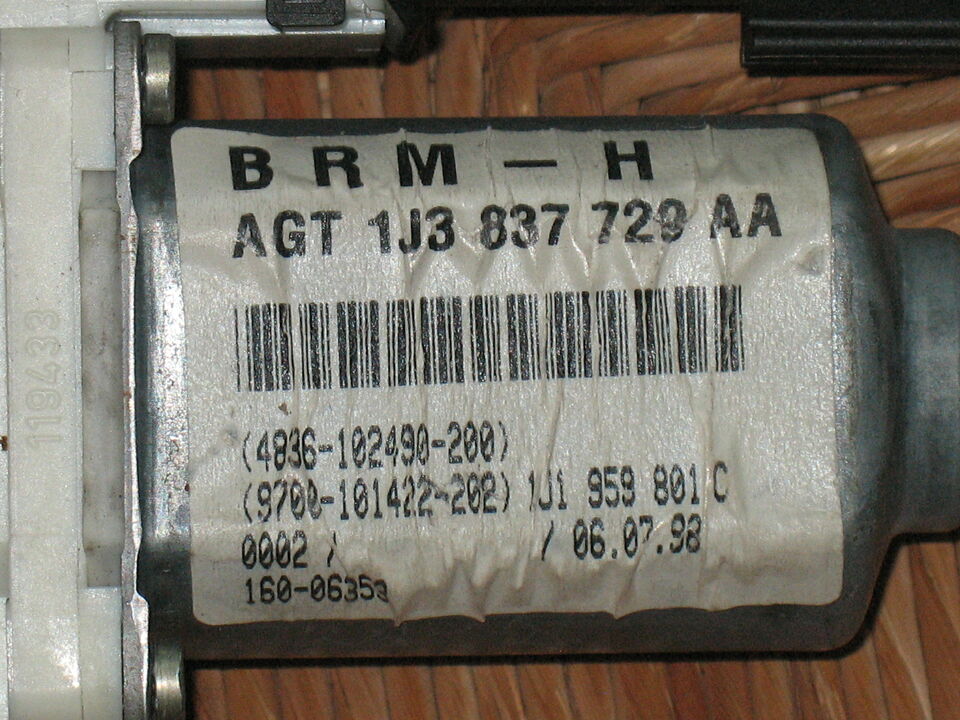 BRM-H
AGT 1J3 837 729 AA
(4836-102490-200)
(9700-101422-202) 1J1 959 801 C
0002 / / 06.07.98
160-06353
119433